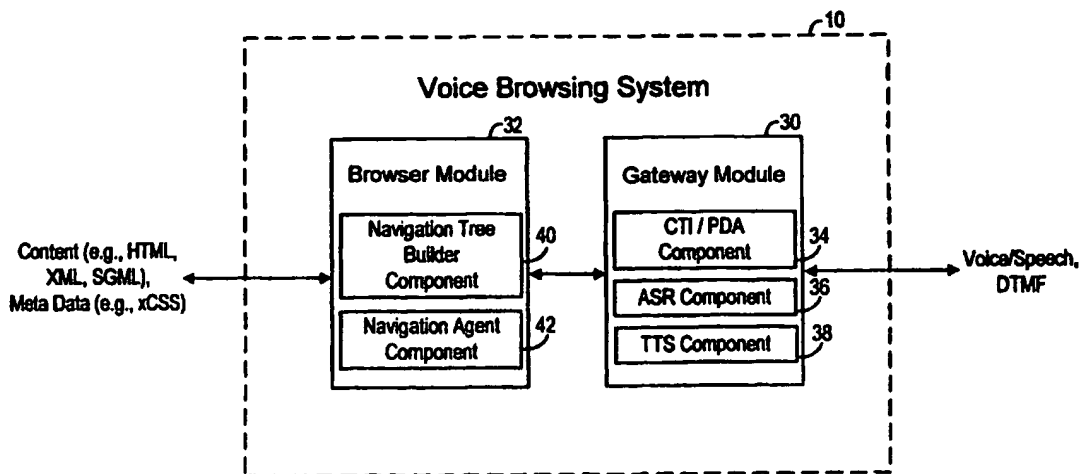 10
Voice Browsing System
32
30
Browser Module
Gateway Module
Navigation Tree
Builder
Component
40
CTI / PDA
Component
34
Content (e.g., HTML,
XML, SGML),
Meta Data (e.g., xCSS)
Voice/Speech,
DTMF
ASR Component
36
Navigation Agent
Component
42
TTS Component
38